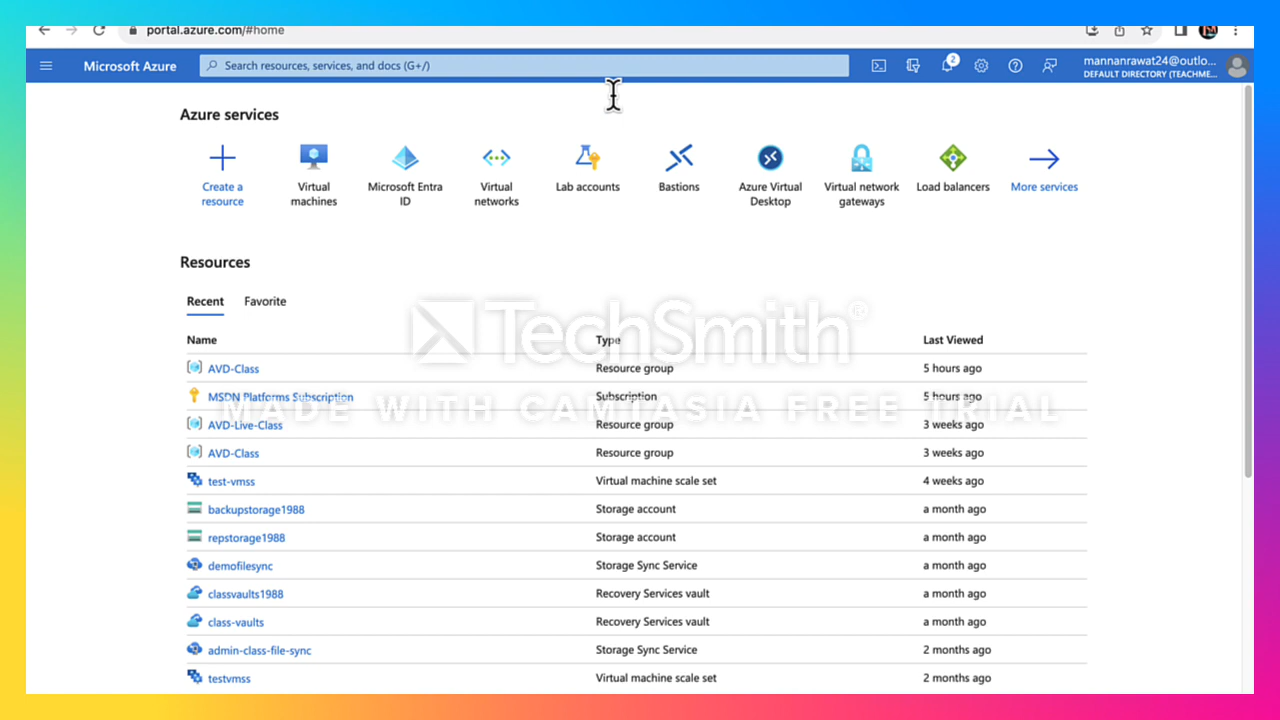 portal.azure.com/#home
Microsoft Azure
Search resources, services, and docs (G+/)
2
mannanrawat24@outlo...
DEFAULT DIRECTORY (TEACHME...
Azure services
Create a
resource
Virtual
machines
Microsoft Entra
ID
Virtual
networks
Lab accounts
Bastions
Azure Virtual
Desktop
Virtual network
gateways
Load balancers
More services
Resources
Recent Favorite
TechSmith®
Name Type Last Viewed
AVD-Class Resource group 5 hours ago
MSDN Platforms Subscription Subscription 5 hours ago
MADE WITH CAMTASIA FREE TRIAL
AVD-Live-Class Resource group 3 weeks ago
AVD-Class Resource group 3 weeks ago
test-vmss Virtual machine scale set 4 weeks ago
backupstorage1988 Storage account a month ago
repstorage1988 Storage account a month ago
demofilesync Storage Sync Service a month ago
classvaults1988 Recovery Services vault a month ago
class-vaults Recovery Services vault a month ago
admin-class-file-sync Storage Sync Service 2 months ago
testvmss Virtual machine scale set 2 months ago